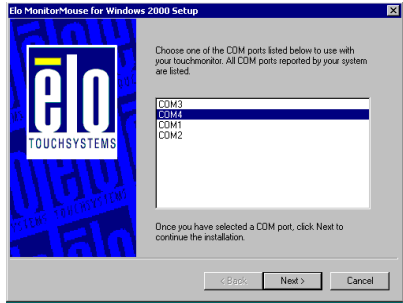 Elo MonitorMouse for Windows 2000 Setup
Choose one of the COM ports listed below to use with
your touchmonitor. All COM ports reported by your system
are listed.
COM3
COM4
COM1
COM2
elo
TOUCHSYSTEMS
Once you have selected a COM port, click Next to
continue the installation.
< Back
Next >
Cancel